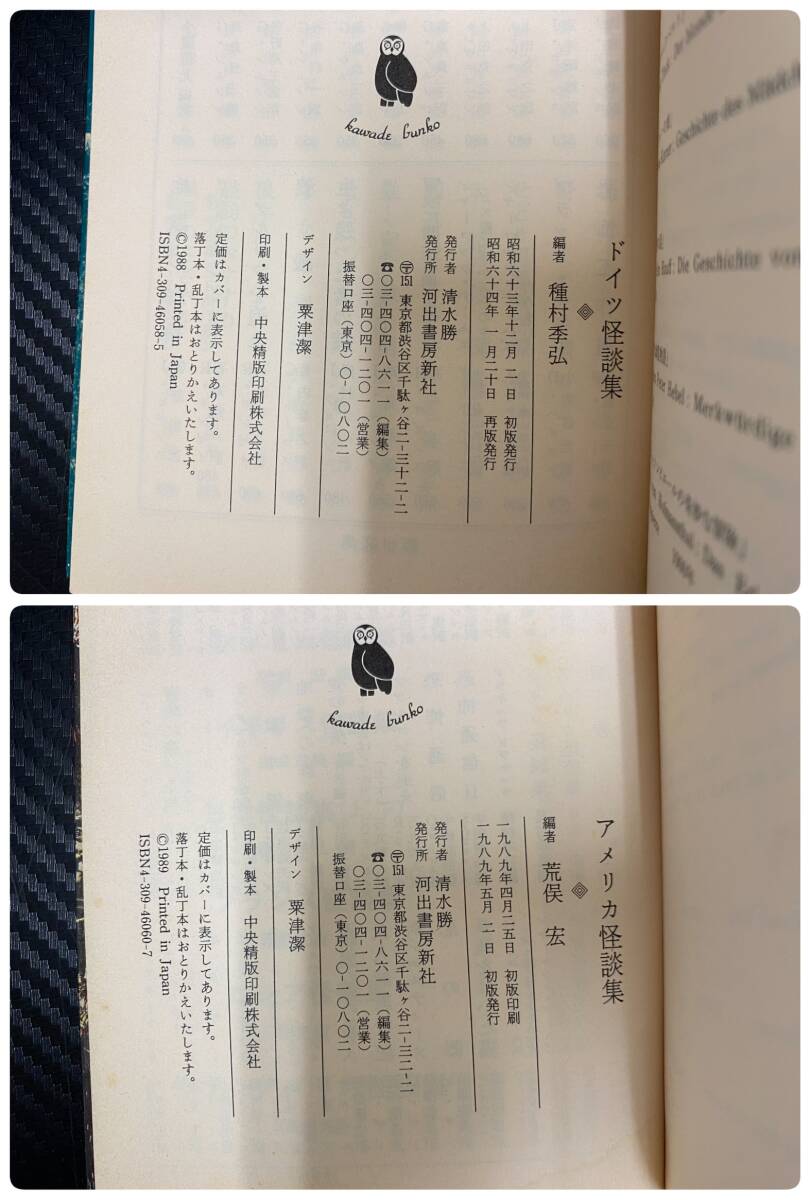 kawade bunko
ドイツ怪談集
編者 種村季弘
昭和六十三年十二月 一日 初版発行
昭和六十四年 一月二十日 再版発行
発行者 清水勝
発行所 河出書房新社
〒151 東京都渋谷区千駄ヶ谷二-三十二-二
☎〇三-四〇四-八六一一(編集)
〇三-四〇四-一二〇一(営業)
振替口座(東京)〇-一〇八〇二
デザイン 粟津潔
印刷・製本 中央精版印刷株式会社
定価はカバーに表示してあります。
落丁本・乱丁本はおとりかえいたします。
©1988 Printed in Japan
ISBN4-309-46058-5
Geschichte des
Die Geschichte von
Hebel: Merkwürdige
kawade bunko
アメリカ怪談集
編者 荒俣 宏
一九八九年四月二五日 初版印刷
一九八九年五月 二日 初版発行
発行者 清水勝
発行所 河出書房新社
〒151 東京都渋谷区千駄ヶ谷二-三二-二
☎〇三-四〇四-八六一一(編集)
〇三-四〇四-一二〇一(営業)
振替口座(東京)〇-一〇八〇二
デザイン 粟津潔
印刷・製本 中央精版印刷株式会社
定価はカバーに表示してあります。
落丁本・乱丁本はおとりかえいたします。
©1989 Printed in Japan
ISBN4-309-46060-7